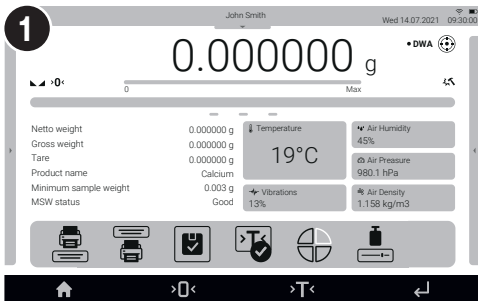 1
John Smith
Wed 14.07.2021 09:30:00
0.000000 g
• DWA
>0<
0 Max
Netto weight 0.000000 g
Gross weight 0.000000 g
Tare 0.000000 g
Product name Calcium
Minimum sample weight 0.003 g
MSW status Good
Temperature
19°C
Vibrations
13%
Air Humidity
45%
Air Preasure
980.1 hPa
Air Density
1.158 kg/m3
>T<
>0< >T<